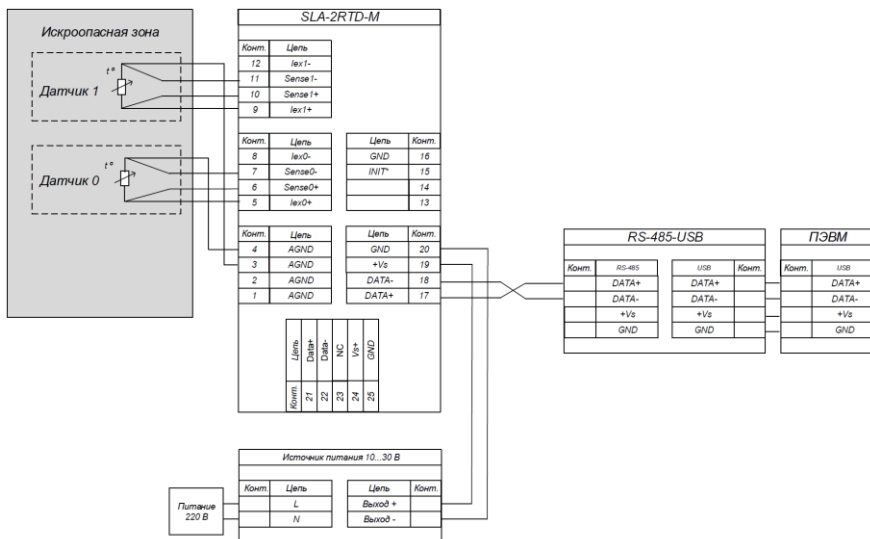 SLA-2RTD-M
Искроопасная зона
Датчик 1
t°
Датчик 0
t°
Конт. Цепь
12 Iex1-
11 Sense1-
10 Sense1+
9 Iex1+
Конт. Цепь Цепь Конт.
8 Iex0- GND 16
7 Sense0- INIT* 15
6 Sense0+ 14
5 Iex0+ 13
Конт. Цепь Цепь Конт.
4 AGND GND 20
3 AGND +Vs 19
2 AGND DATA- 18
1 AGND DATA+ 17
Цепь Data+ Data- NC Vs+ GND
Конт. 21 22 23 24 25
RS-485-USB
Конт. RS-485 USB Конт.
DATA+ DATA+
DATA- DATA-
+Vs +Vs
GND GND
ПЭВМ
Конт. USB
DATA+
DATA-
+Vs
GND
Источник питания 10...30 В
Конт. Цепь Цепь Конт.
L Выход +
N Выход -
Питание
220 В